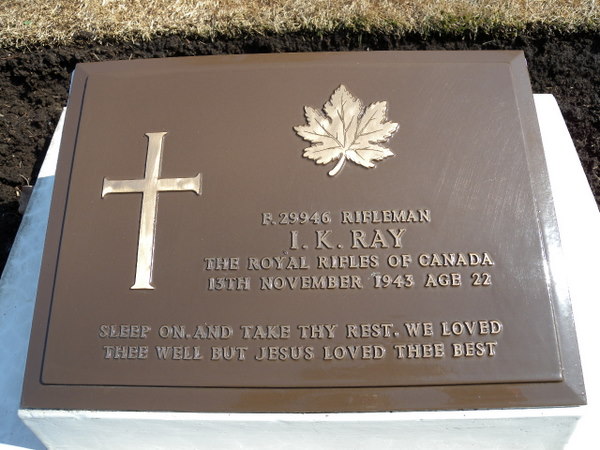 F. 29946 RIFLEMAN
I. K. RAY
THE ROYAL RIFLES OF CANADA
13TH NOVEMBER 1943 AGE 22
SLEEP ON. AND TAKE THY REST. WE LOVED
THEE WELL BUT JESUS LOVED THEE BEST